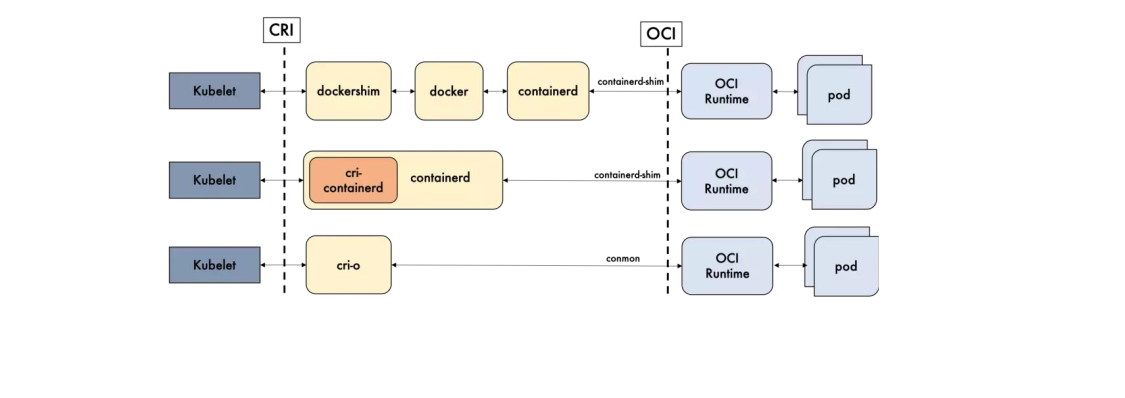 CRI
OCI
Kubelet
dockershim
docker
containerd
containerd-shim
OCI
Runtime
pod
Kubelet
cri-
containerd
containerd
containerd-shim
OCI
Runtime
pod
Kubelet
cri-o
conmon
OCI
Runtime
pod